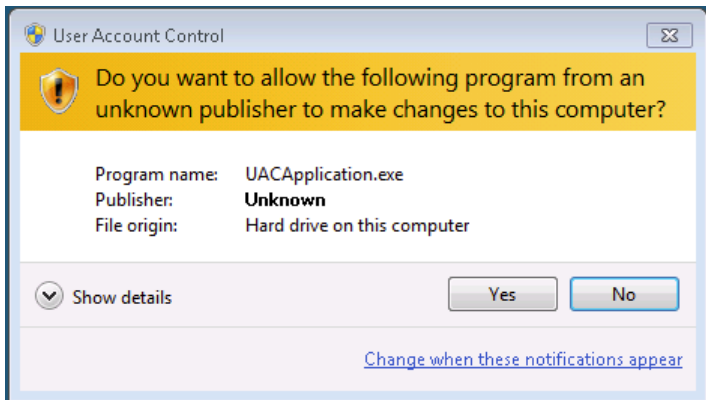 User Account Control
Do you want to allow the following program from an
unknown publisher to make changes to this computer?
Program name: UACApplication.exe
Publisher: Unknown
File origin: Hard drive on this computer
Show details
Yes
No
Change when these notifications appear